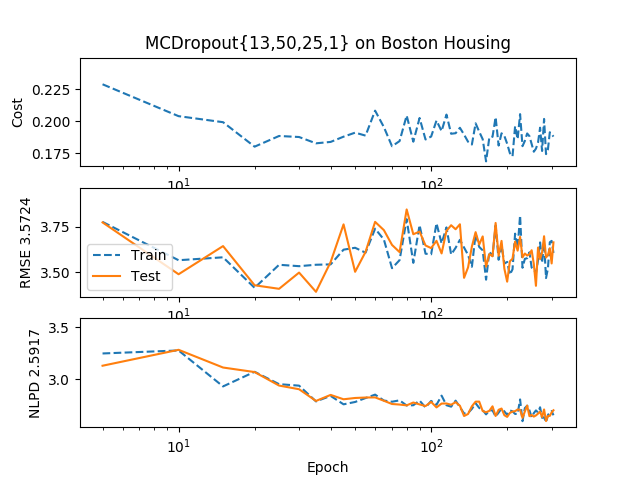 MCDropout{13,50,25,1} on Boston Housing
Cost
0.225
0.200
0.175
10¹
10²
RMSE 3.5724
3.75
3.50
Train
Test
10¹
10²
NLPD 2.5917
3.5
3.0
10¹
10²
Epoch